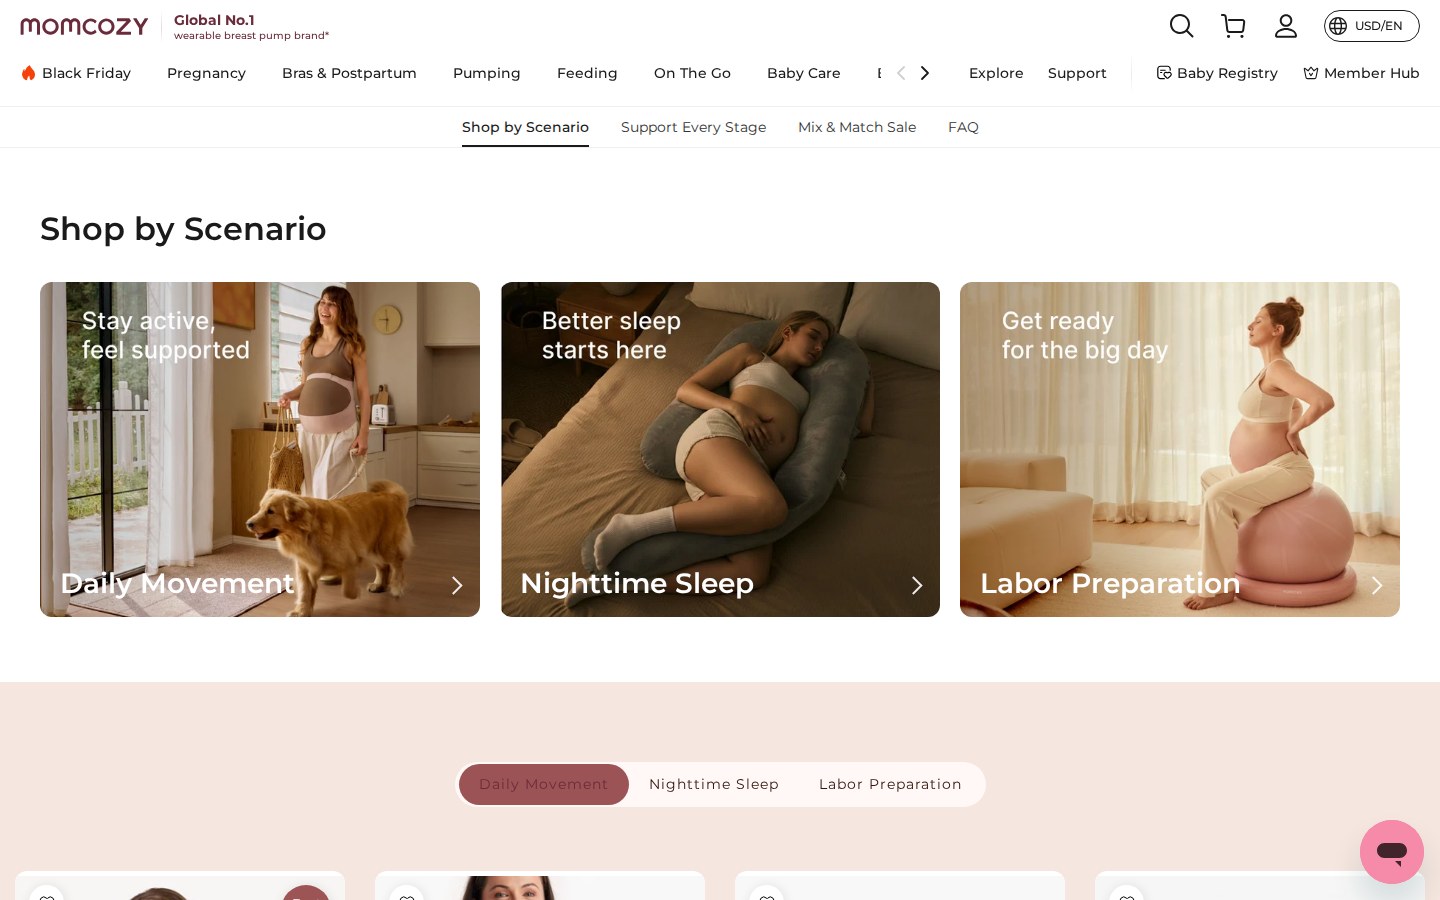 momcozy
Global No.1
wearable breast pump brand*
USD/EN
Black Friday
Pregnancy
Bras & Postpartum
Pumping
Feeding
On The Go
Baby Care
Explore
Support
Baby Registry
Member Hub
Shop by Scenario
Support Every Stage
Mix & Match Sale
FAQ
Shop by Scenario
Stay active,
feel supported
Daily Movement
Better sleep
starts here
Nighttime Sleep
Get ready
for the big day
Labor Preparation
Daily Movement
Nighttime Sleep
Labor Preparation